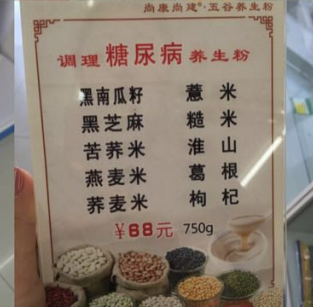 尚康尚建®·五谷养生粉
调理糖尿病养生粉
黑南瓜籽 薏米
黑芝麻 糙米
苦荞米 淮山
燕麦米 葛根
荞麦米 枸杞
¥68元 750g